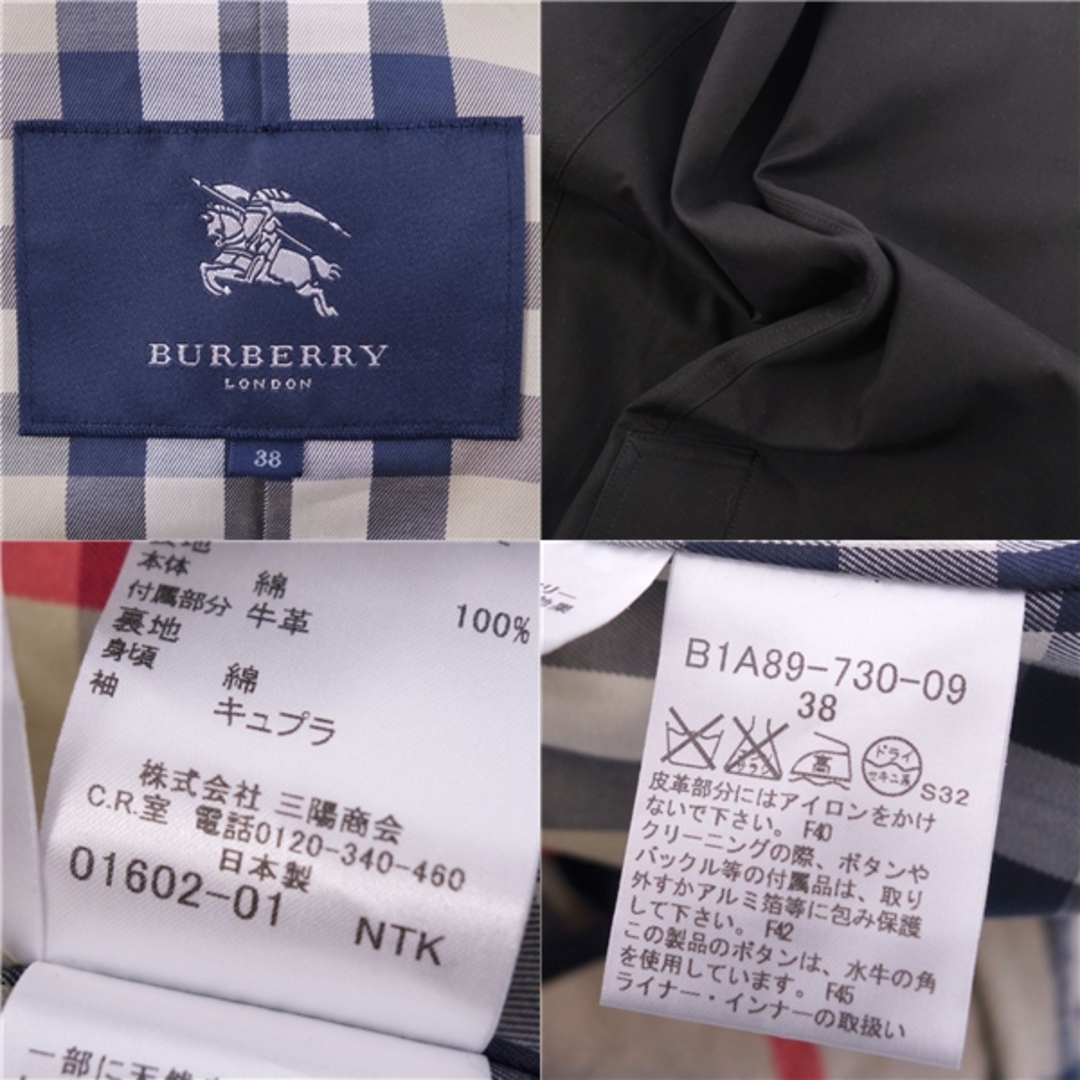 BURBERRY
LONDON
38
本体 綿
付属部分 牛革 100%
裏地
身頃 綿
袖 キュプラ
株式会社 三陽商会
C.R.室 電話0120-340-460
日本製
01602-01 NTK
B1A89-730-09
38
高
ドライ
セキユ系
S32
皮革部分にはアイロンをかけ
ないで下さい。 F40
クリーニングの際、ボタンや
バックル等の付属品は、取り
外すかアルミ箔等に包み保護
して下さい。 F42
この製品のボタンは、水牛の角
を使用しています。 F45
ライナー・インナーの取扱い